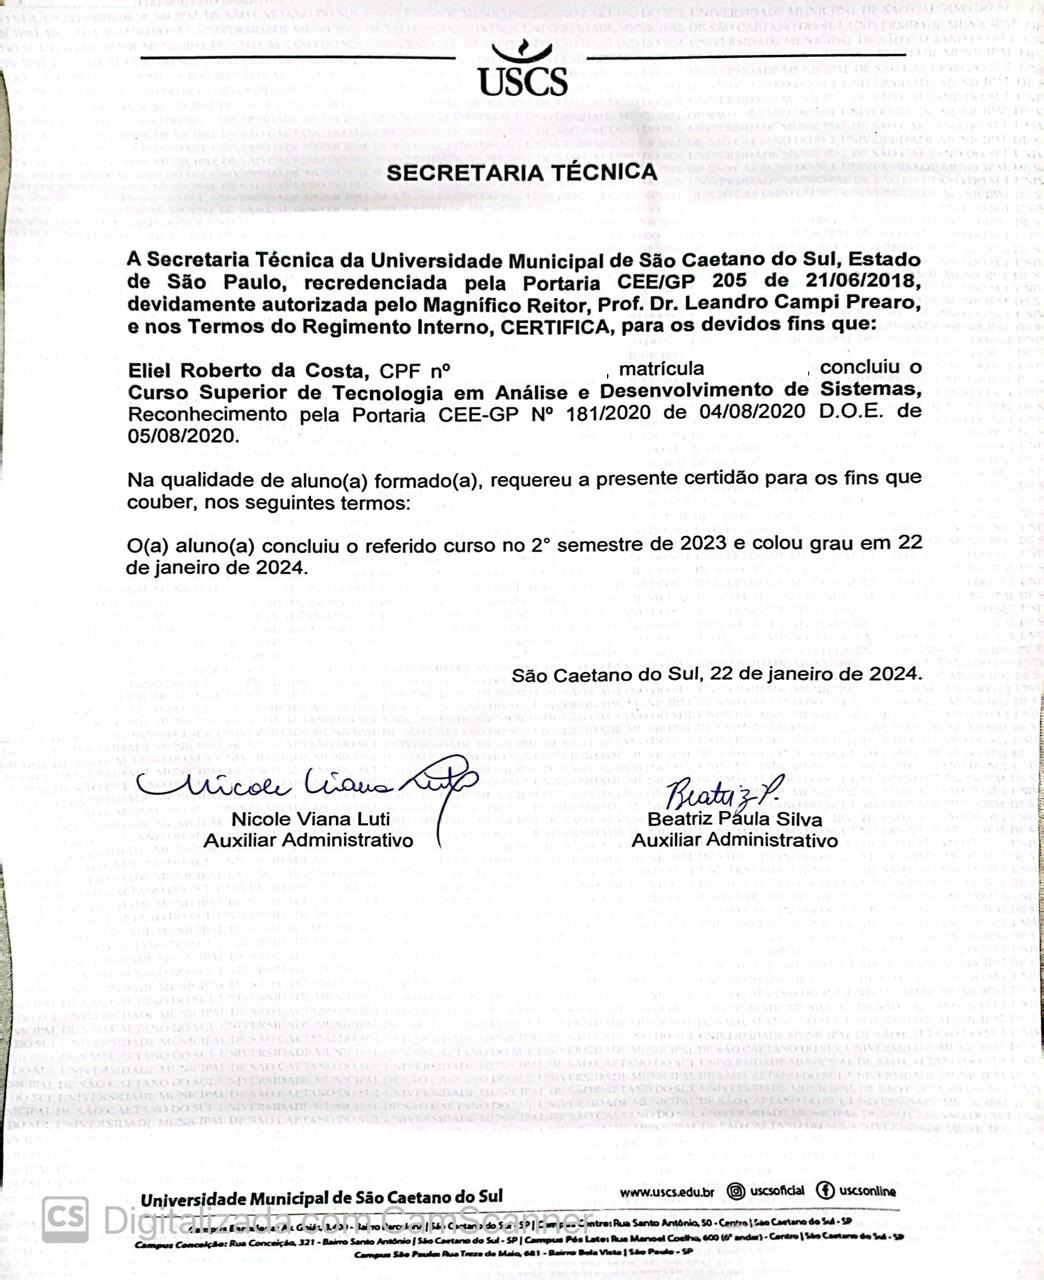 USCS
SECRETARIA TÉCNICA
A Secretaria Técnica da Universidade Municipal de São Caetano do Sul, Estado
de São Paulo, recredenciada pela Portaria CEE/GP 205 de 21/06/2018,
devidamente autorizada pelo Magnífico Reitor, Prof. Dr. Leandro Campi Prearo,
e nos Termos do Regimento Interno, CERTIFICA, para os devidos fins que:
Eliel Roberto da Costa, CPF nº , matrícula , concluiu o
Curso Superior de Tecnologia em Análise e Desenvolvimento de Sistemas,
Reconhecimento pela Portaria CEE-GP Nº 181/2020 de 04/08/2020 D.O.E. de
05/08/2020.
Na qualidade de aluno(a) formado(a), requereu a presente certidão para os fins que
couber, nos seguintes termos:
O(a) aluno(a) concluiu o referido curso no 2° semestre de 2023 e colou grau em 22
de janeiro de 2024.
São Caetano do Sul, 22 de janeiro de 2024.
Nicole Viana Luti Beatriz P.
Nicole Viana Luti Beatriz Paula Silva
Auxiliar Administrativo Auxiliar Administrativo
Universidade Municipal de São Caetano do Sul www.uscs.edu.br uscsoficial uscsonline
CS Digitalizada com CamScanner
Centro: Rua Santo Antônio, 50 - Centro | São Caetano do Sul - SP
Campus Conceição: Rua Conceição, 321 - Bairro Santo Antônio | São Caetano do Sul - SP | Campus Pós Lato: Rua Manoel Coelho, 600 (6º andar) - Centro | São Caetano do Sul - SP
Campus São Paulo: Rua Treze de Maio, 681 - Bairro Bela Vista | São Paulo - SP